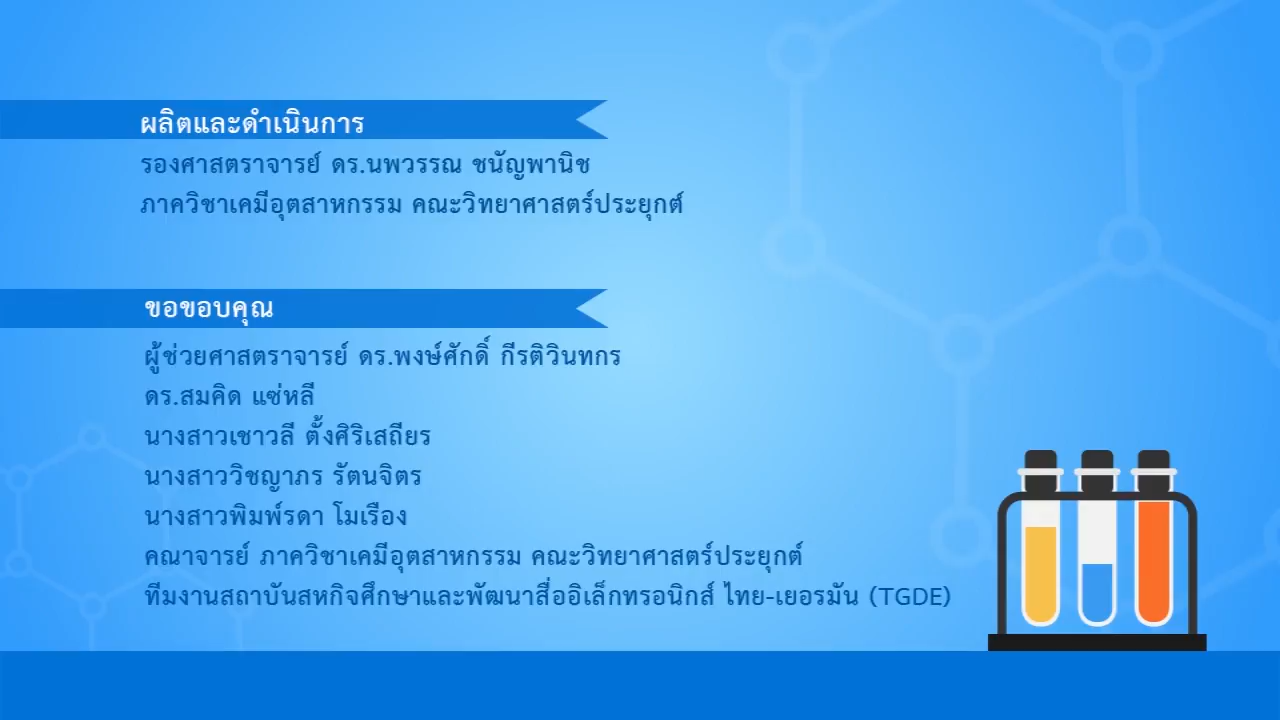 ผลิตและดำเนินการ
รองศาสตราจารย์ ดร.นพวรรณ ชนัญพานิช
ภาควิชาเคมีอุตสาหกรรม คณะวิทยาศาสตร์ประยุกต์
ขอขอบคุณ
ผู้ช่วยศาสตราจารย์ ดร.พงษ์ศักดิ์ กีรติวินทกร
ดร.สมคิด แซ่หลี
นางสาวเชาวลี ตั้งศิริเสถียร
นางสาววิชญาภร รัตนจิตร
นางสาวพิมพ์รดา โมเรือง
คณาจารย์ ภาควิชาเคมีอุตสาหกรรม คณะวิทยาศาสตร์ประยุกต์
ทีมงานสถาบันสหกิจศึกษาและพัฒนาสื่ออิเล็กทรอนิกส์ ไทย-เยอรมัน (TGDE)